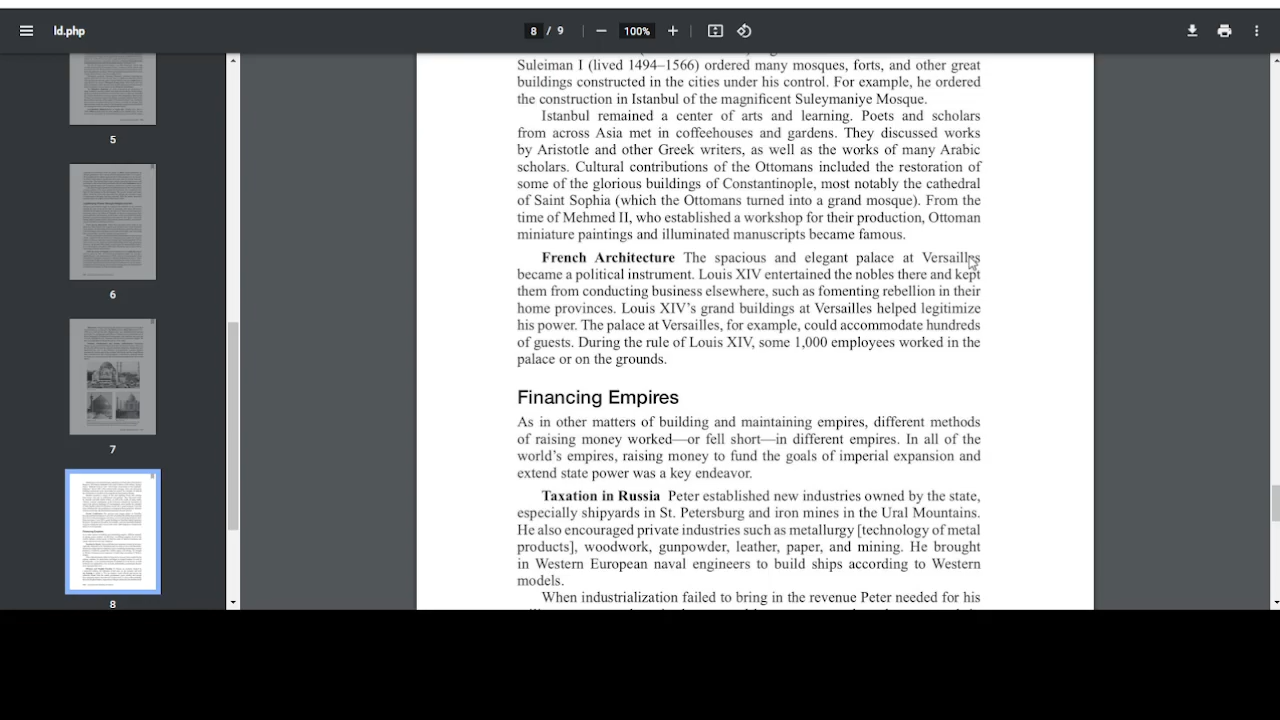 ld.php
8 / 9
100%
5
6
7
8
Suleiman I (lived 1494–1566) ordered many mosques, forts, and other great
buildings constructed in the cities under his control. For example, he ordered
the construction in Istanbul of the magnificent Suleymaniye Mosque.
Istanbul remained a center of arts and learning. Poets and scholars
from across Asia met in coffeehouses and gardens. They discussed works
by Aristotle and other Greek writers, as well as the works of many Arabic
scholars. Cultural contributions of the Ottomans included the restoration of
some of the glorious buildings of Constantinople, most notably the cathedral
of Saint Sophia (which the Ottomans turned into a grand mosque). From the
time of Mehmed II, who established a workshop for their production, Ottoman
miniature paintings and illuminated manuscripts became famous.
French Architecture The spacious and elegant palace at Versailles
became a political instrument. Louis XIV entertained the nobles there and kept
them from conducting business elsewhere, such as fomenting rebellion in their
home provinces. Louis XIV's grand buildings at Versailles helped legitimize
his power. The palace at Versailles, for example, could accommodate hundreds
of guests. During the rule of Louis XIV, some 1,000 employees worked in the
palace or on the grounds.
Financing Empires
As in other matters of building and maintaining empires, different methods
of raising money worked—or fell short—in different empires. In all of the
world's empires, raising money to fund the goals of imperial expansion and
extend state power was a key endeavor.
Taxation in Russia Peter established new industries owned by the state,
especially shipyards in St. Petersburg and iron mines in the Ural Mountains.
He also encouraged private industries such as metallurgy [technology of metal
products], woodwork, gunpowder, leather, paper, and mining. He brought
in Western European naval engineers to build ships according to Western
models.
When industrialization failed to bring in the revenue Peter needed for his